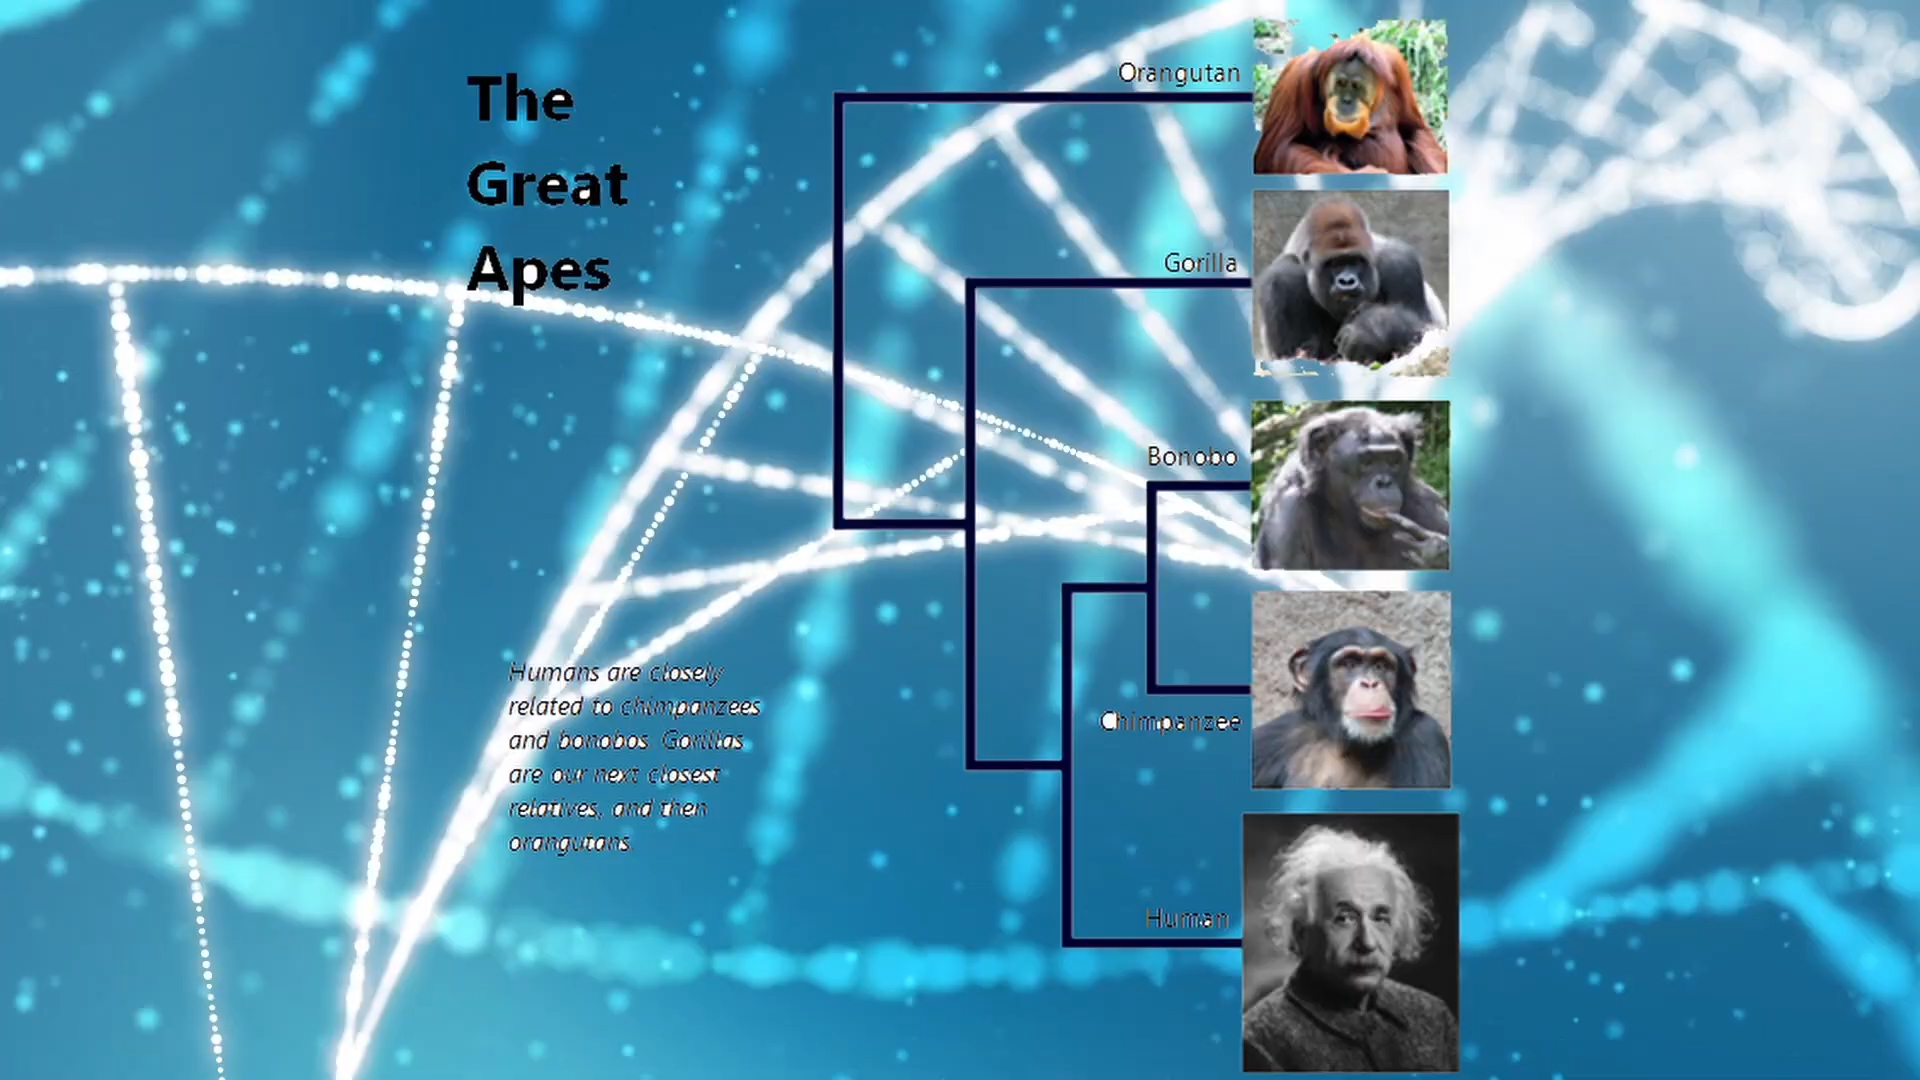 The
Great
Apes
Orangutan
Gorilla
Bonobo
Chimpanzee
Human
Humans are closely
related to chimpanzees
and bonobos. Gorillas
are our next closest
relatives, and then
orangutans.